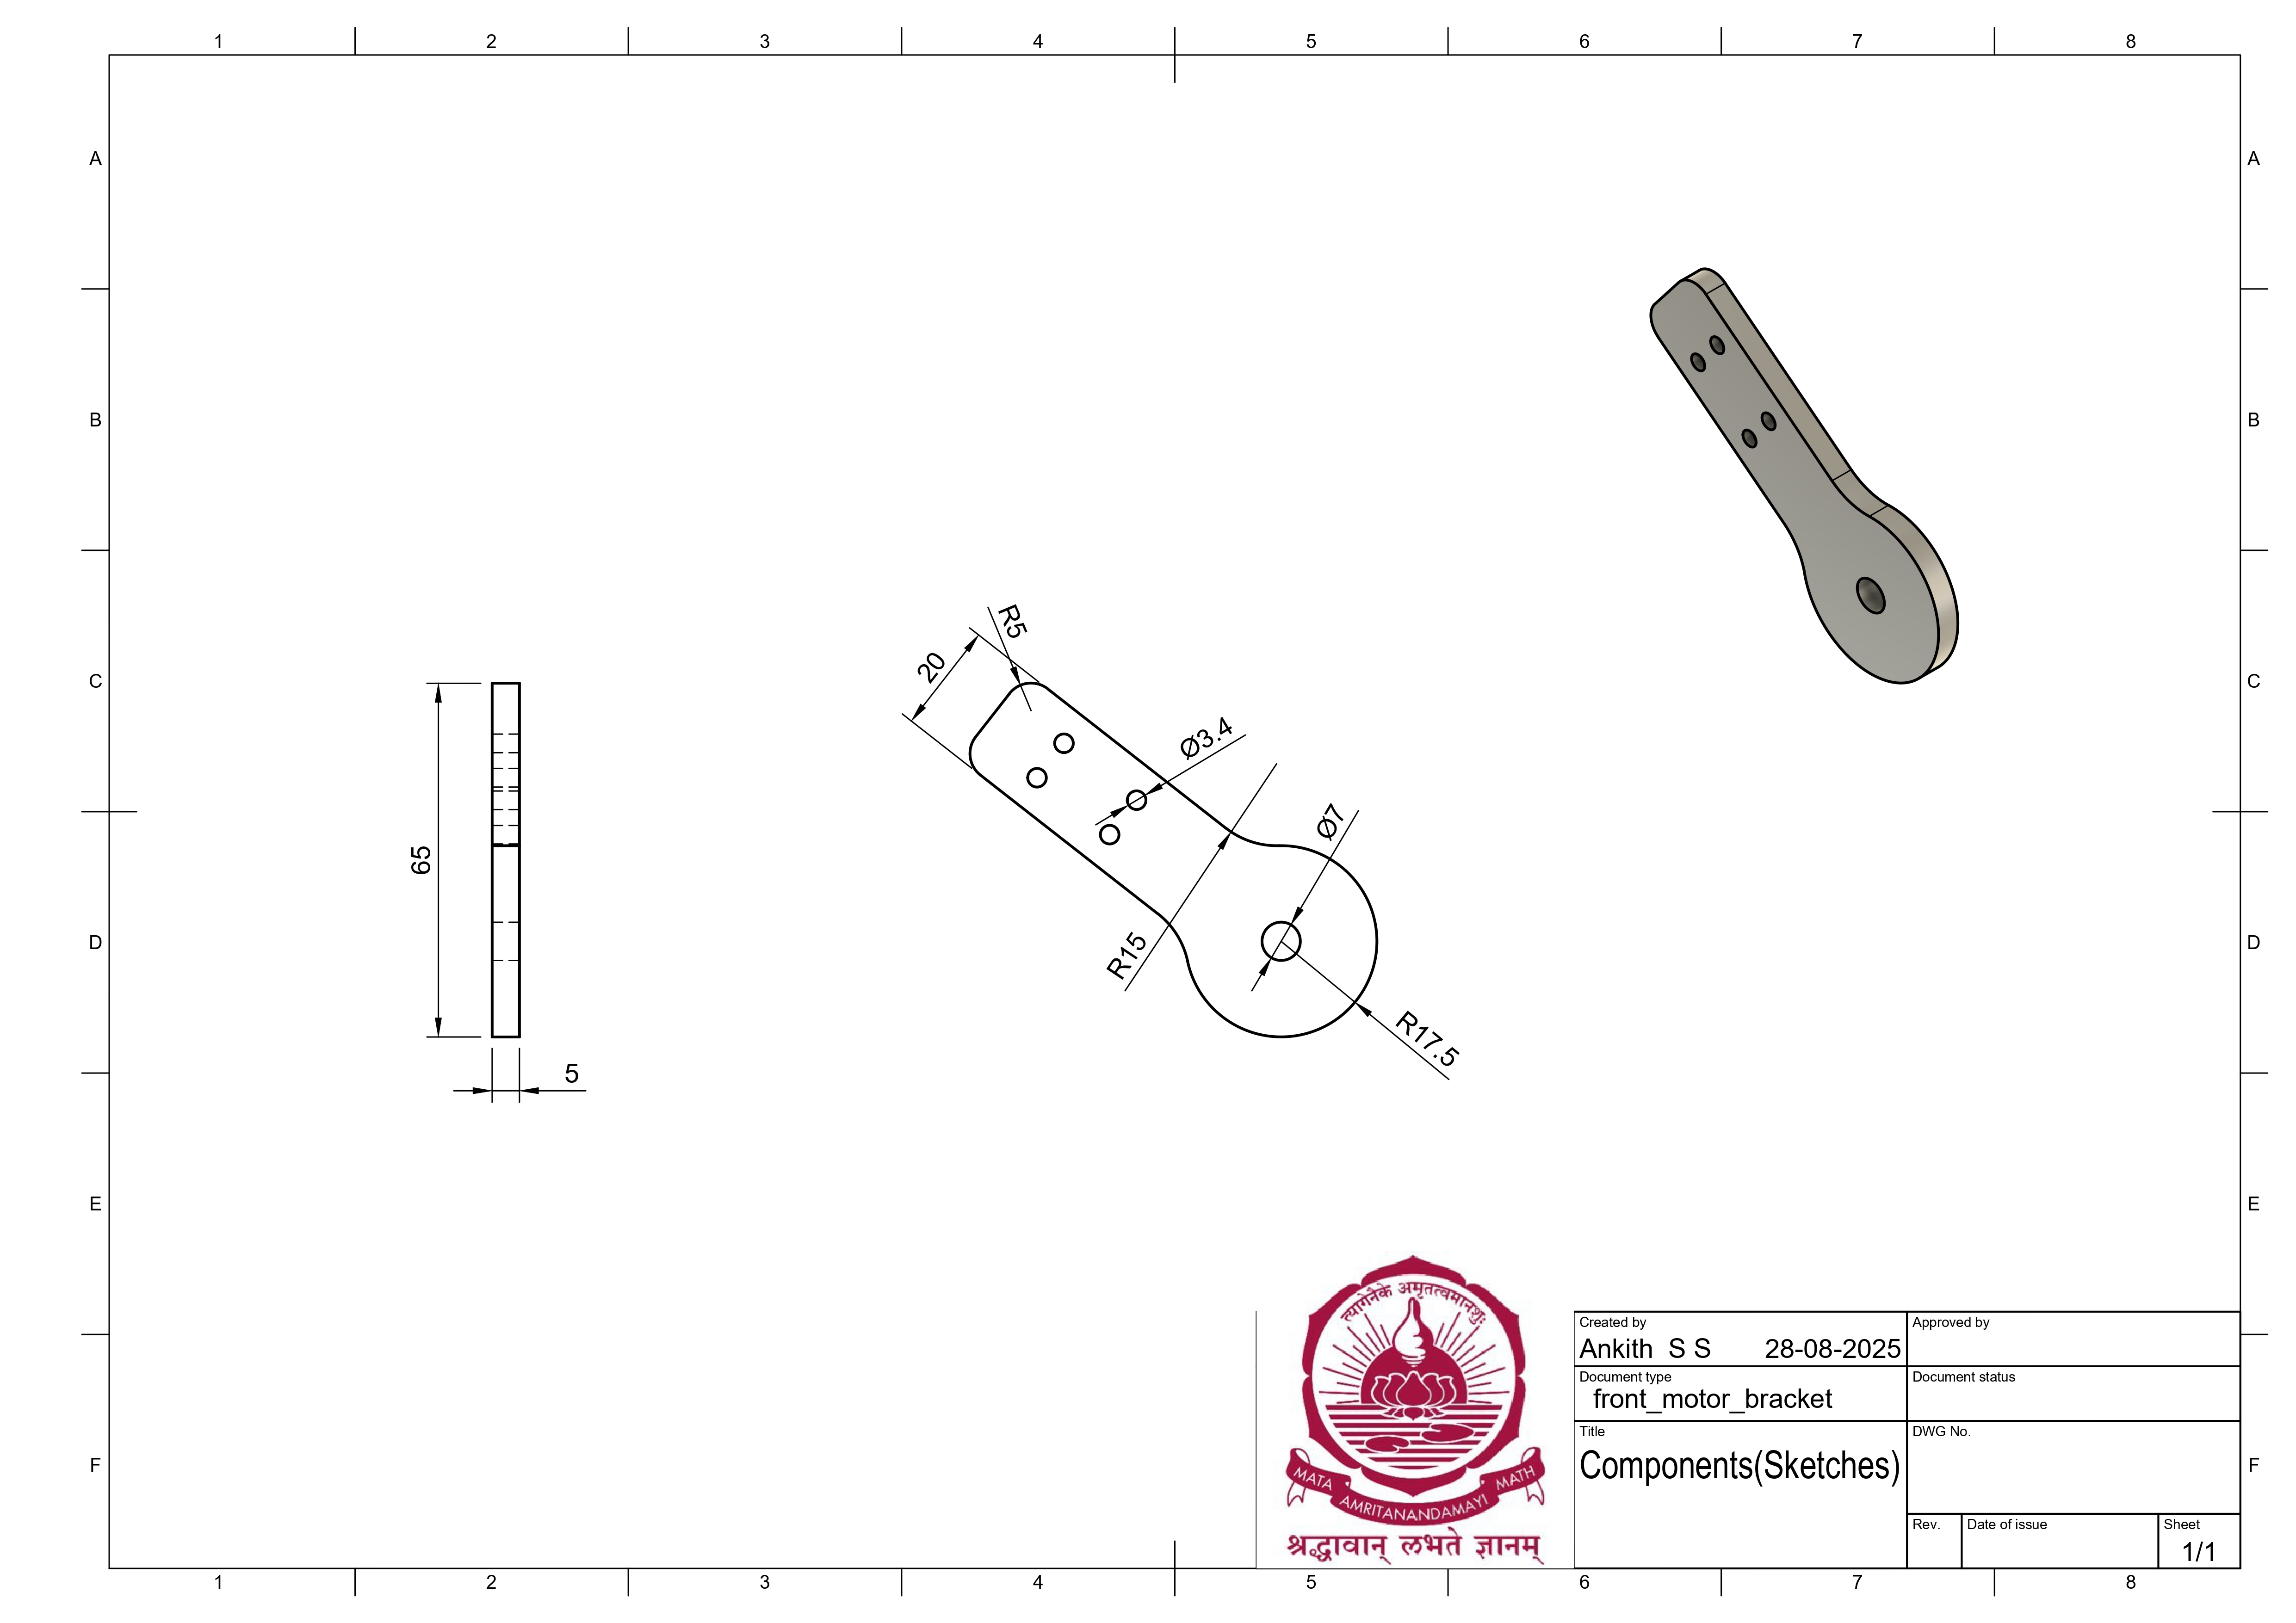 1 2 3 4 5 6 7 8
A A
B B
C C
D D
E E
F F
R5
20
Ø3.4
Ø7
R15
R17.5
65
5
त्यागेनैके अमृतत्वमानशुः
MATA AMRITANANDAMAYI MATH
श्रद्धावान् लभते ज्ञानम्
Created by
Ankith S S 28-08-2025
Approved by
Document type
front_motor_bracket
Document status
Title
Components(Sketches)
DWG No.
Rev.
Date of issue
Sheet
1/1
1 2 3 4 5 6 7 8